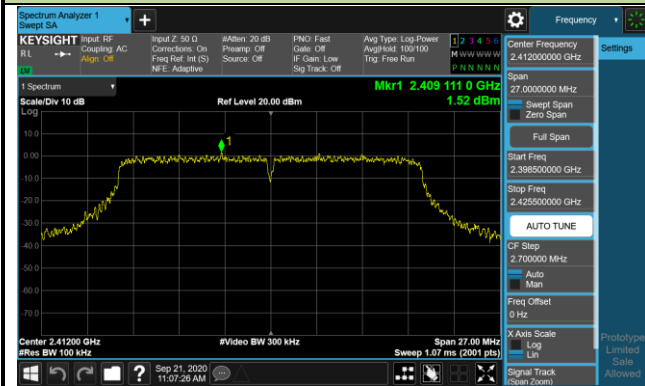 Spectrum Analyzer 1
Swept SA
Frequency
KEYSIGHT
RL
Input: RF
Coupling: AC
Align: Off
Input Z: 50 Ω
Corrections: On
Freq Ref: Int (S)
NFE: Adaptive
#Atten: 20 dB
Preamp: Off
Source: Off
PNO: Fast
Gate: Off
IF Gain: Low
Sig Track: Off
Avg Type: Log-Power
Avg|Hold: 100/100
Trig: Free Run
1 2 3 4 5 6
M W W W W W
P N N N N N
1 Spectrum
Scale/Div 10 dB
Log
Ref Level 20.00 dBm
Mkr1 2.409 111 0 GHz
1.52 dBm
1
10.0
0.00
-10.0
-20.0
-30.0
-40.0
-50.0
-60.0
-70.0
Center 2.41200 GHz
#Res BW 100 kHz
#Video BW 300 kHz
Span 27.00 MHz
Sweep 1.07 ms (2001 pts)
Sep 21, 2020
11:07:26 AM
Center Frequency
2.412000000 GHz
Span
27.0000000 MHz
Swept Span
Zero Span
Full Span
Start Freq
2.398500000 GHz
Stop Freq
2.425500000 GHz
AUTO TUNE
CF Step
2.700000 MHz
Auto
Man
Freq Offset
0 Hz
X Axis Scale
Log
Lin
Signal Track
(Span Zoom)
Settings
Prototype
Limited
Sale
Allowed